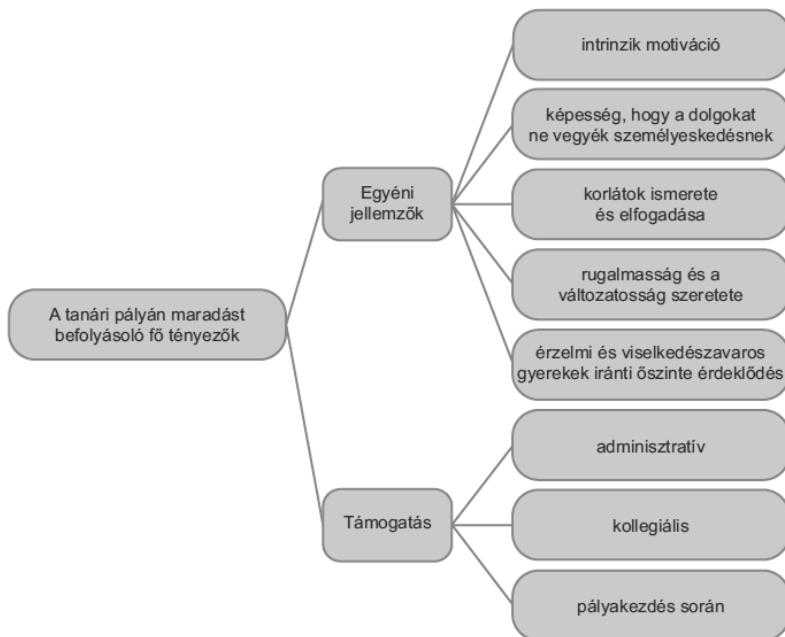 A tanári pályán maradást
befolyásoló fő tényezők
Egyéni
jellemzők
intrinzik motiváció
képesség, hogy a dolgokat
ne vegyék személyeskedésnek
korlátok ismerete
és elfogadása
rugalmasság és a
változatosság szeretete
érzelmi és viselkedészavaros
gyerekek iránti őszinte érdeklődés
Támogatás
adminisztratív
kollegiális
pályakezdés során